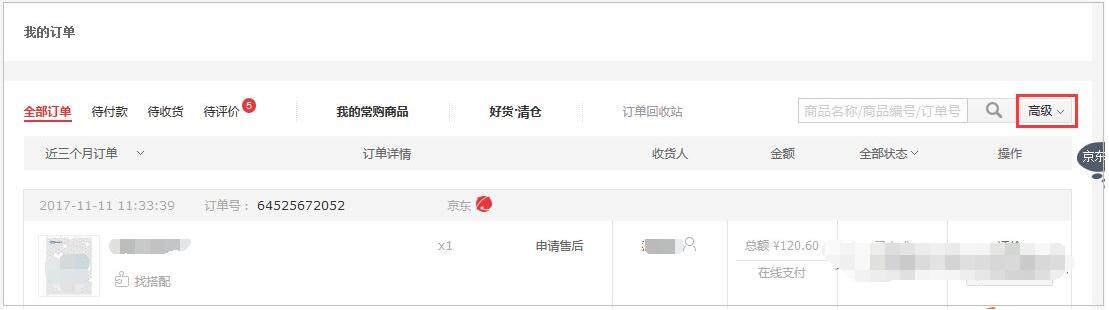 我的订单
全部订单 待付款 待收货 待评价 5 我的常购商品 好货·清仓 订单回收站 商品名称/商品编号/订单号 高级
近三个月订单 订单详情 收货人 金额 全部状态 操作
京东
2017-11-11 11:33:39 订单号： 64525672052 京东
x1 申请售后 总额 ¥120.60
找搭配 在线支付